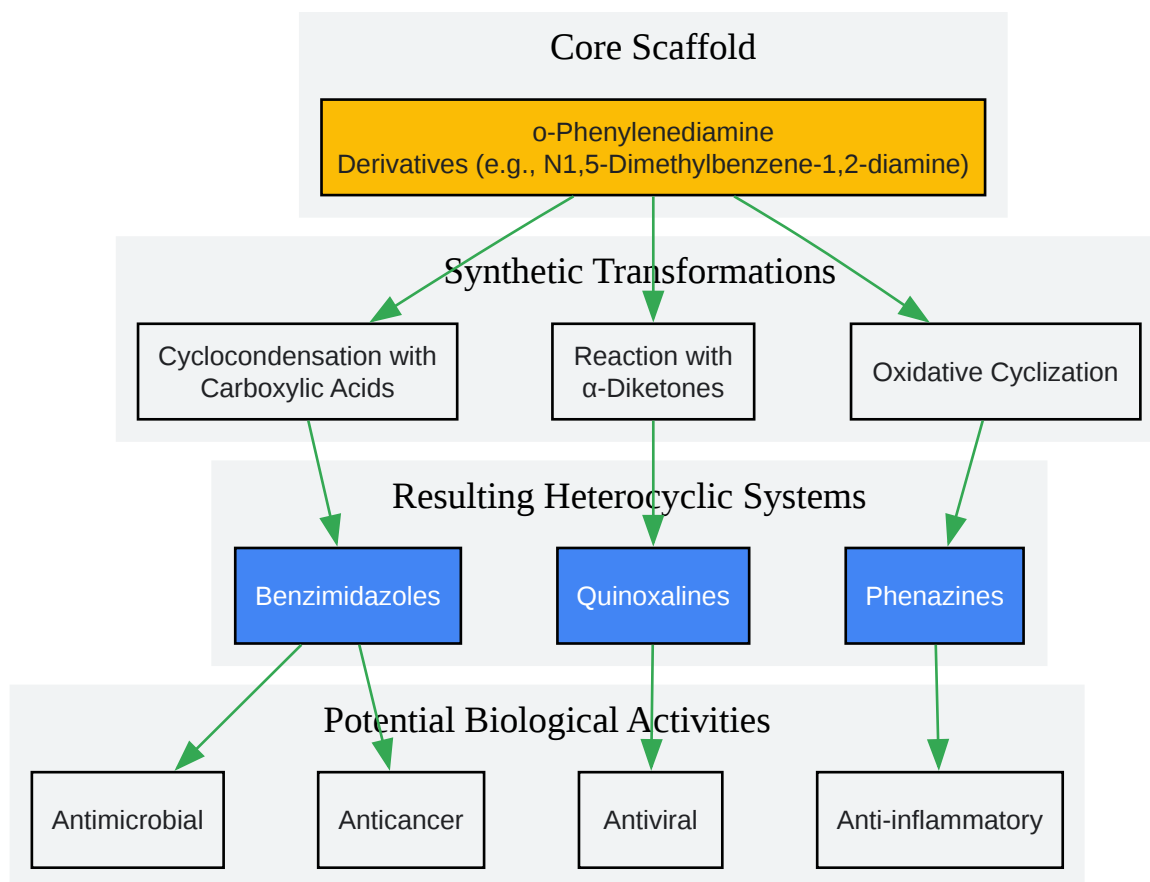 Core Scaffold
o-Phenylenediamine
Derivatives (e.g., N1,5-Dimethylbenzene-1,2-diamine)
Synthetic Transformations
Cyclocondensation with
Carboxylic Acids
Reaction with
α-Diketones
Oxidative Cyclization
Resulting Heterocyclic Systems
Benzimidazoles
Quinoxalines
Phenazines
Potential Biological Activities
Antimicrobial
Anticancer
Antiviral
Anti-inflammatory